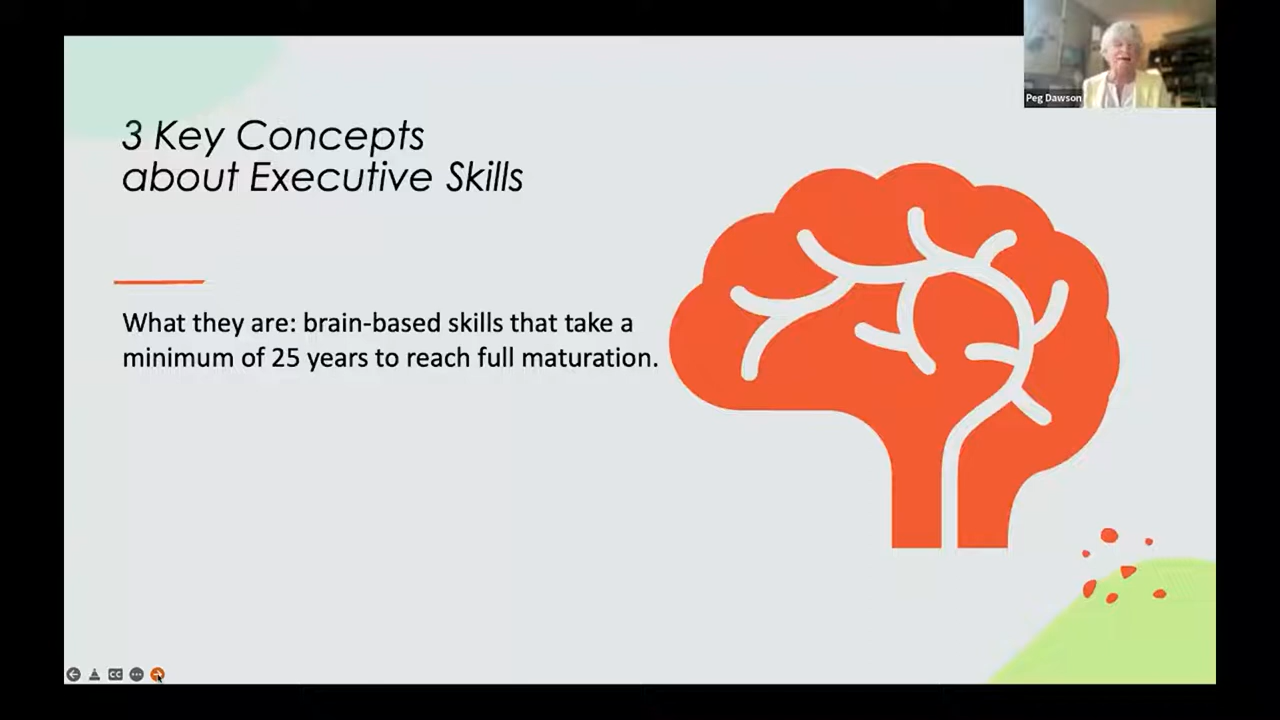 Peg Dawson
3 Key Concepts
about Executive Skills
What they are: brain-based skills that take a
minimum of 25 years to reach full maturation.
CC